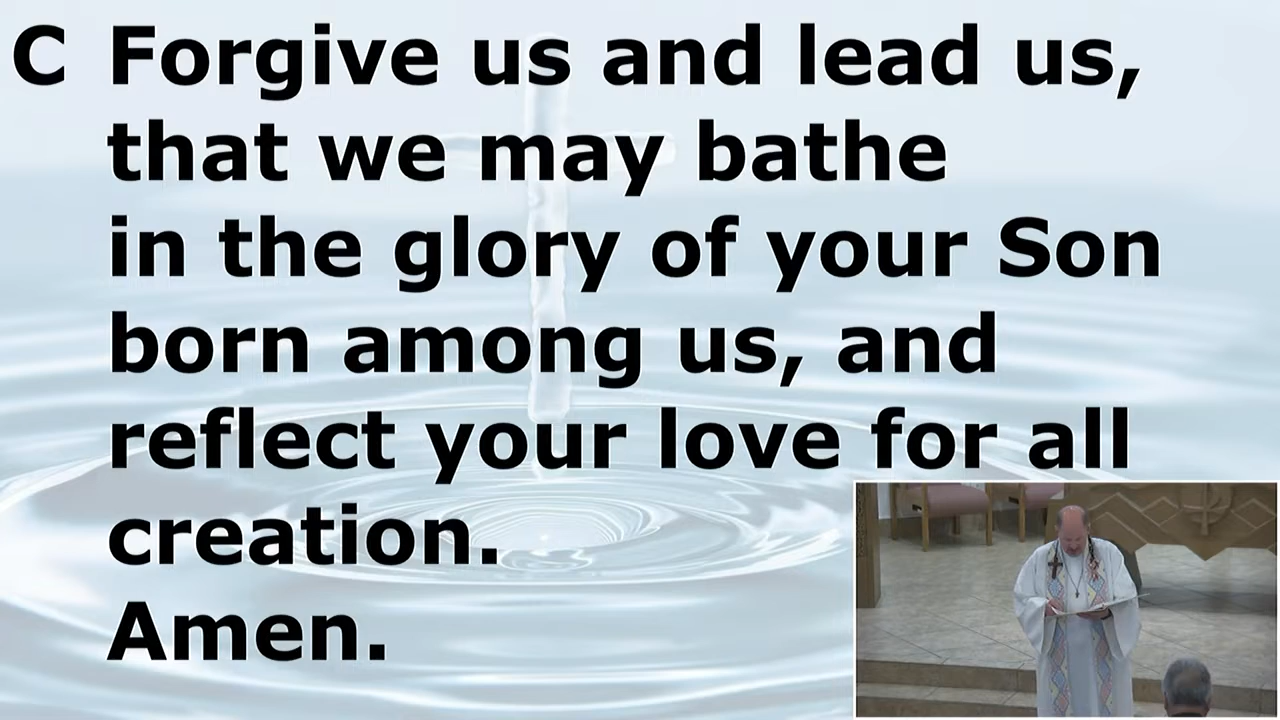 C Forgive us and lead us,
that we may bathe
in the glory of your Son
born among us, and
reflect your love for all
creation.
Amen.